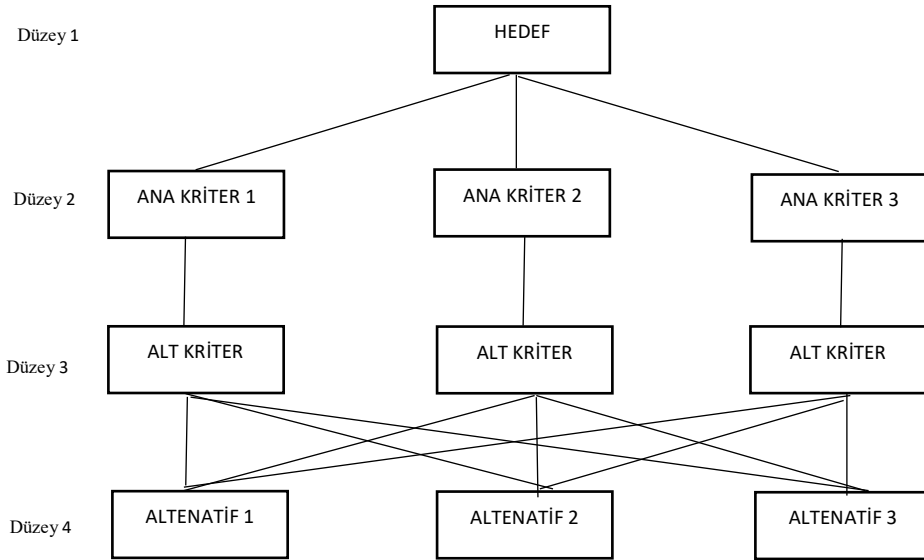 Düzey 1
HEDEF
Düzey 2
ANA KRİTER 1
ANA KRİTER 2
ANA KRİTER 3
Düzey 3
ALT KRİTER
ALT KRİTER
ALT KRİTER
Düzey 4
ALTENATİF 1
ALTENATİF 2
ALTENATİF 3